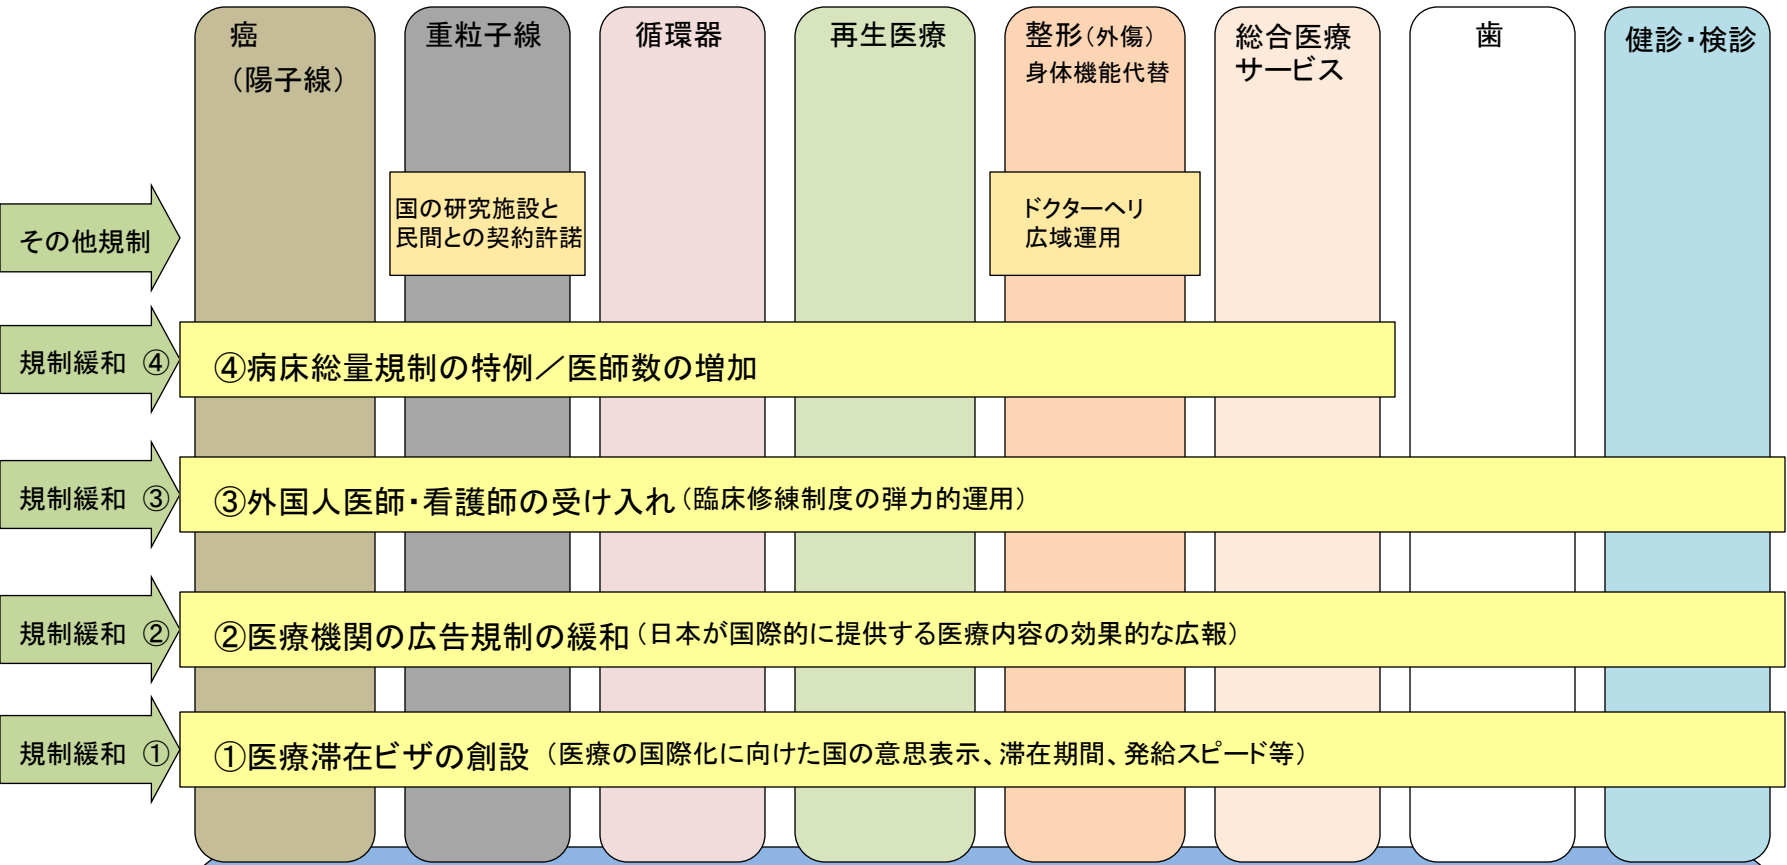 癌
（陽子線）
重粒子線
循環器
再生医療
整形（外傷）
身体機能代替
総合医療
サービス
歯
健診・検診
その他規制
国の研究施設と
民間との契約許諾
ドクターヘリ
広域運用
規制緩和 ④
④病床総量規制の特例／医師数の増加
規制緩和 ③
③外国人医師・看護師の受け入れ（臨床修練制度の弾力的運用）
規制緩和 ②
②医療機関の広告規制の緩和（日本が国際的に提供する医療内容の効果的な広報）
規制緩和 ①
①医療滞在ビザの創設 （医療の国際化に向けた国の意思表示、滞在期間、発給スピード等）